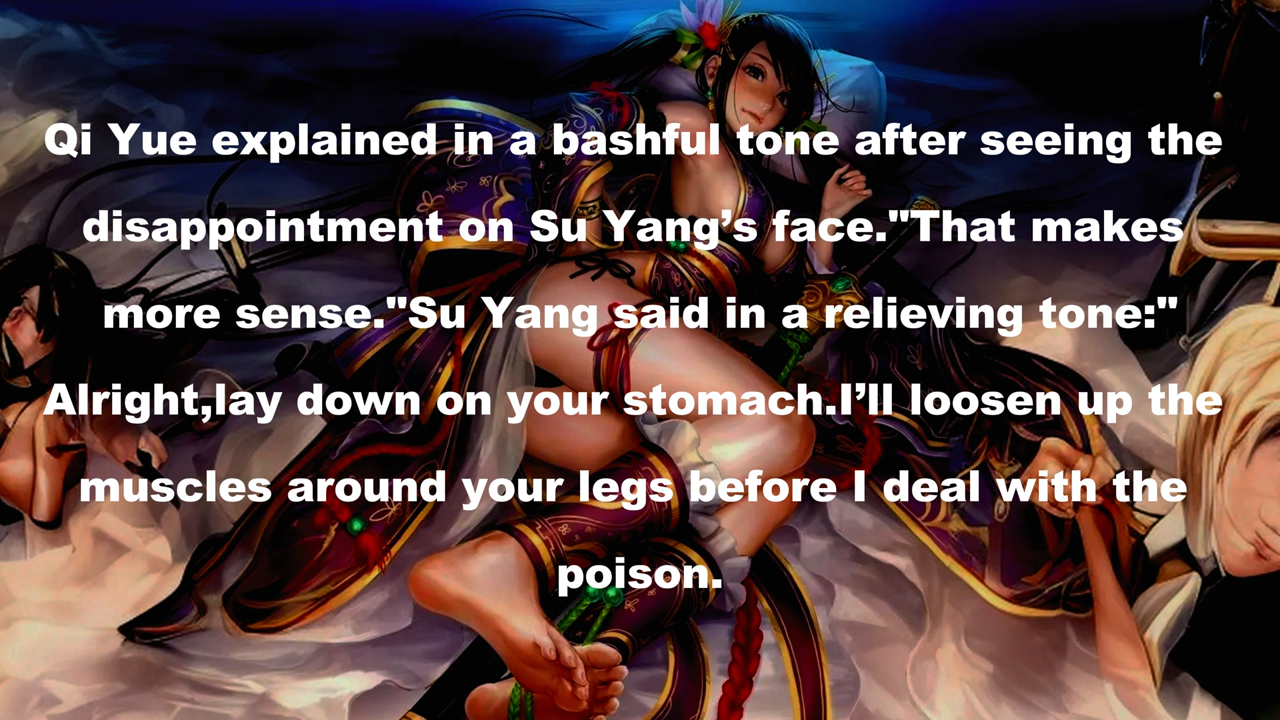 Qi Yue explained in a bashful tone after seeing the
disappointment on Su Yang’s face."That makes
more sense."Su Yang said in a relieving tone:"
Alright,lay down on your stomach.I’ll loosen up the
muscles around your legs before I deal with the
poison.